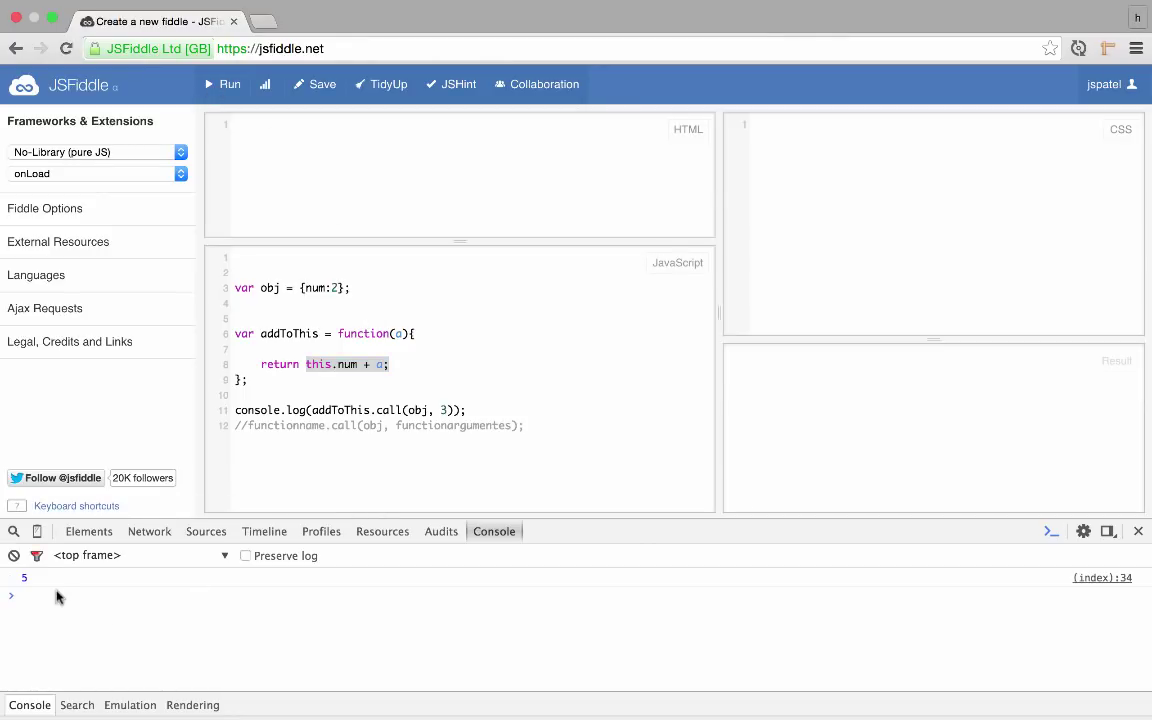 Create a new fiddle - JSFic
h
JSFiddle Ltd [GB] https://jsfiddle.net
JSFiddle α Run Save TidyUp JSHint Collaboration jspatel
Frameworks & Extensions
No-Library (pure JS)
onLoad
Fiddle Options
External Resources
Languages
Ajax Requests
Legal, Credits and Links
Follow @jsfiddle 20K followers
7 Keyboard shortcuts
1 HTML
1 CSS
JavaScript
1
2
3 var obj = {num:2};
4
5
6 var addToThis = function(a){
7
8 return this.num + a;
9 };
10
11 console.log(addToThis.call(obj, 3));
12 //functionname.call(obj, functionargumentes);
Result
Elements Network Sources Timeline Profiles Resources Audits Console
<top frame> Preserve log
5 (index):34
>
Console Search Emulation Rendering